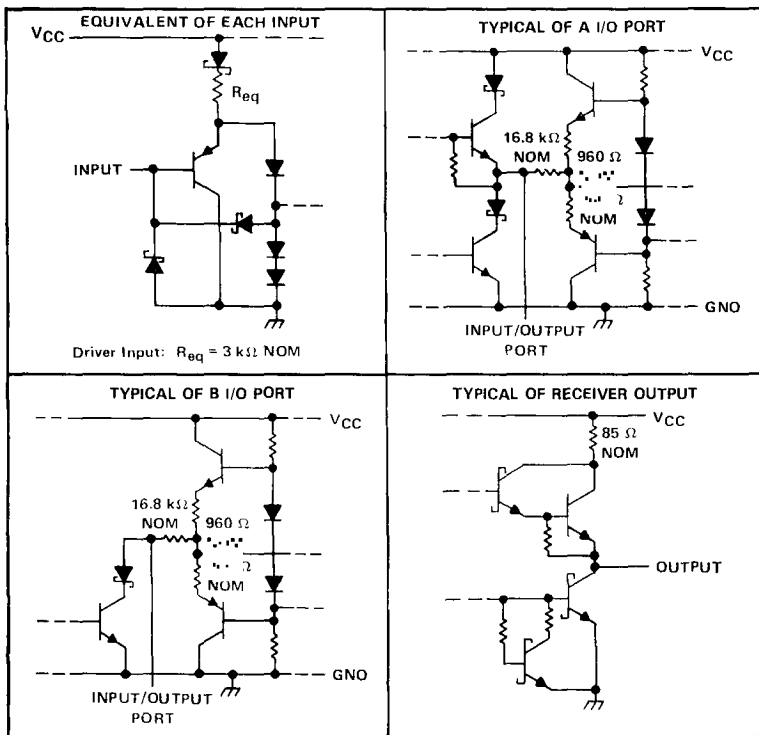 EQUIVALENT OF EACH INPUT
VCC
Req
INPUT
Driver Input: Req = 3 kΩ NOM
TYPICAL OF A I/O PORT
VCC
16.8 kΩ
NOM
960 Ω
Ω
NOM
GNO
INPUT/OUTPUT
PORT
TYPICAL OF B I/O PORT
VCC
16.8 kΩ
NOM
960 Ω
Ω
NOM
GNO
INPUT/OUTPUT
PORT
TYPICAL OF RECEIVER OUTPUT
VCC
85 Ω
NOM
OUTPUT